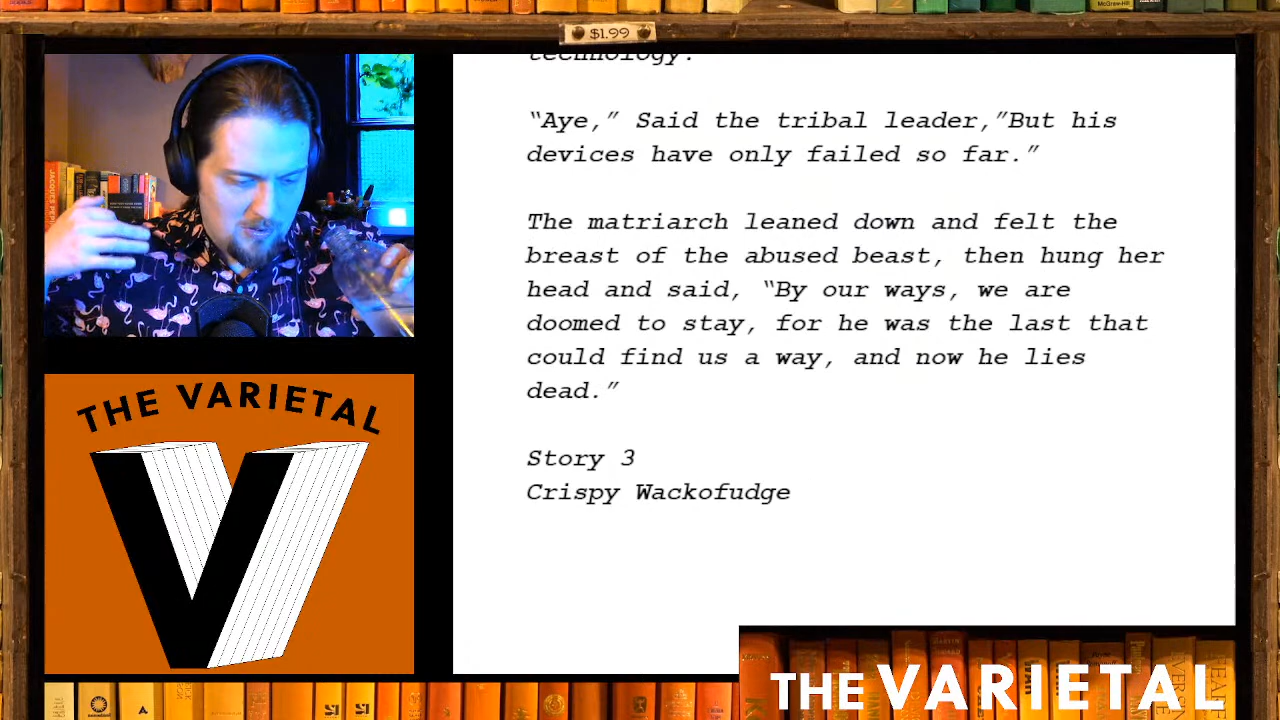 McGraw-Hill
$1.99
technology.
“Aye,” Said the tribal leader,”But his
devices have only failed so far.”
The matriarch leaned down and felt the
breast of the abused beast, then hung her
head and said, “By our ways, we are
doomed to stay, for he was the last that
could find us a way, and now he lies
dead.”
Story 3
Crispy Wackofudge
THE VARIETAL
V
THE VARIETAL